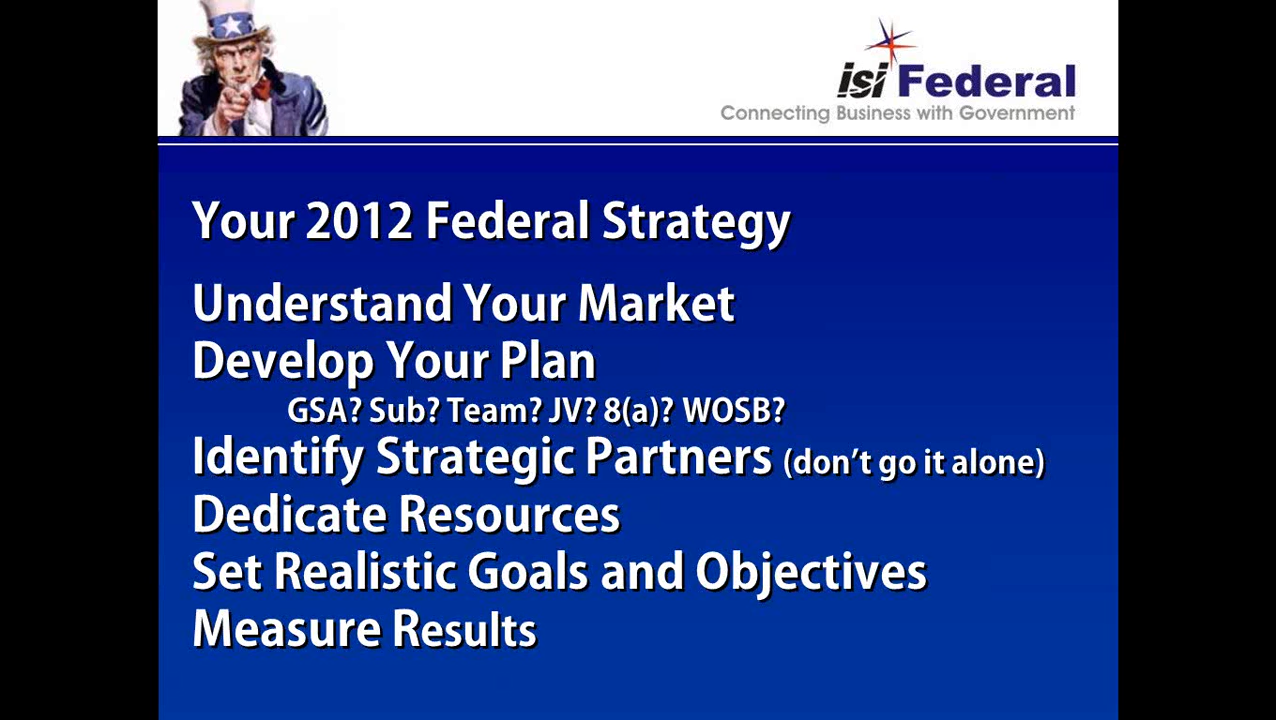 isi Federal
Connecting Business with Government
Your 2012 Federal Strategy
Understand Your Market
Develop Your Plan
GSA? Sub? Team? JV? 8(a)? WOSB?
Identify Strategic Partners (don’t go it alone)
Dedicate Resources
Set Realistic Goals and Objectives
Measure Results